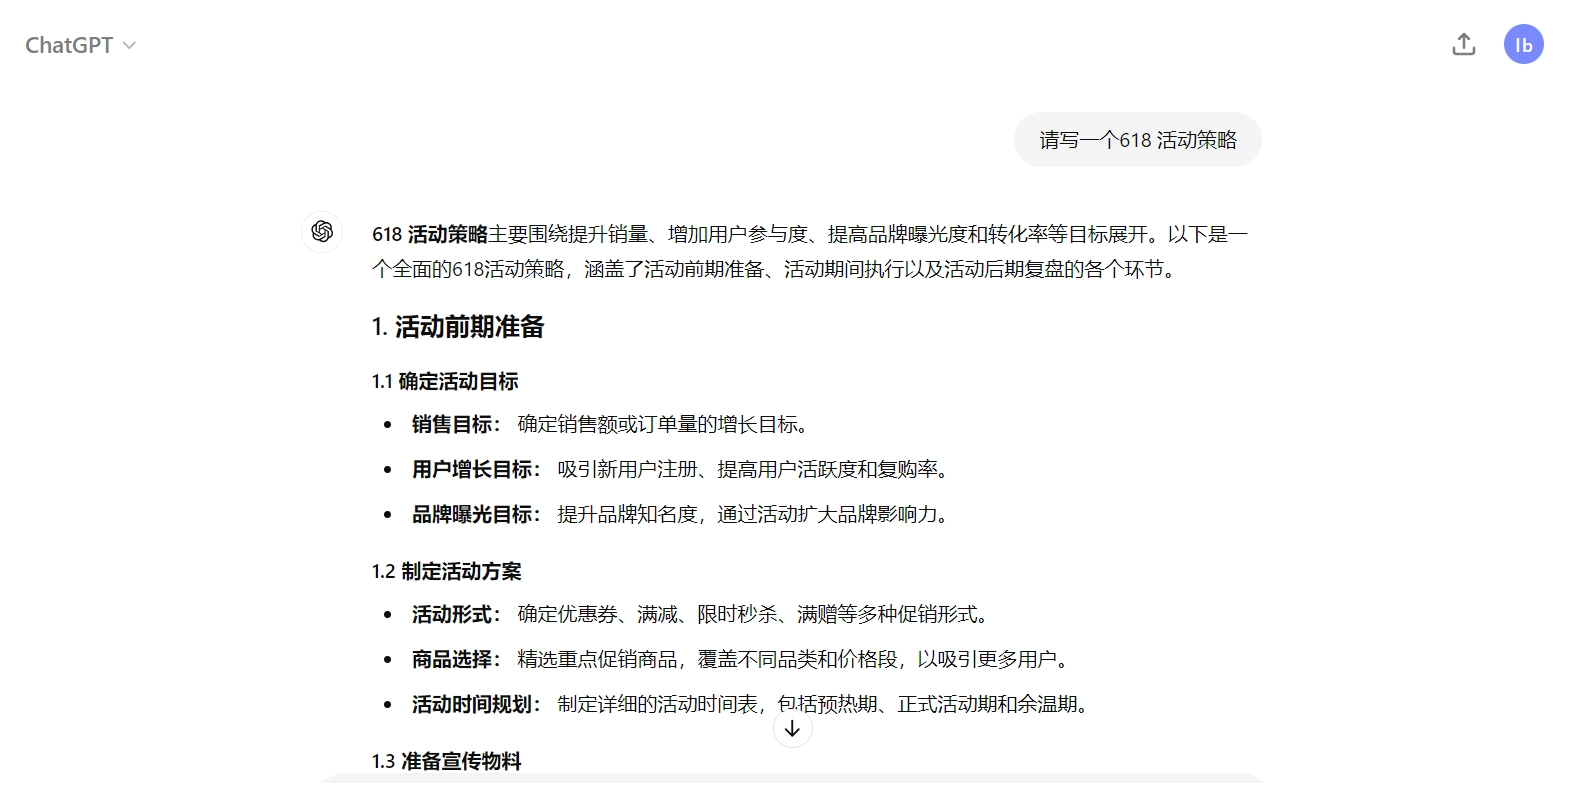 ChatGPT
lb
请写一个618 活动策略
618 活动策略主要围绕提升销量、增加用户参与度、提高品牌曝光度和转化率等目标展开。以下是一
个全面的618活动策略，涵盖了活动前期准备、活动期间执行以及活动后期复盘的各个环节。
1. 活动前期准备
1.1 确定活动目标
• 销售目标： 确定销售额或订单量的增长目标。
• 用户增长目标： 吸引新用户注册、提高用户活跃度和复购率。
• 品牌曝光目标： 提升品牌知名度，通过活动扩大品牌影响力。
1.2 制定活动方案
• 活动形式： 确定优惠券、满减、限时秒杀、满赠等多种促销形式。
• 商品选择： 精选重点促销商品，覆盖不同品类和价格段，以吸引更多用户。
• 活动时间规划： 制定详细的活动时间表，包括预热期、正式活动期和余温期。
1.3 准备宣传物料